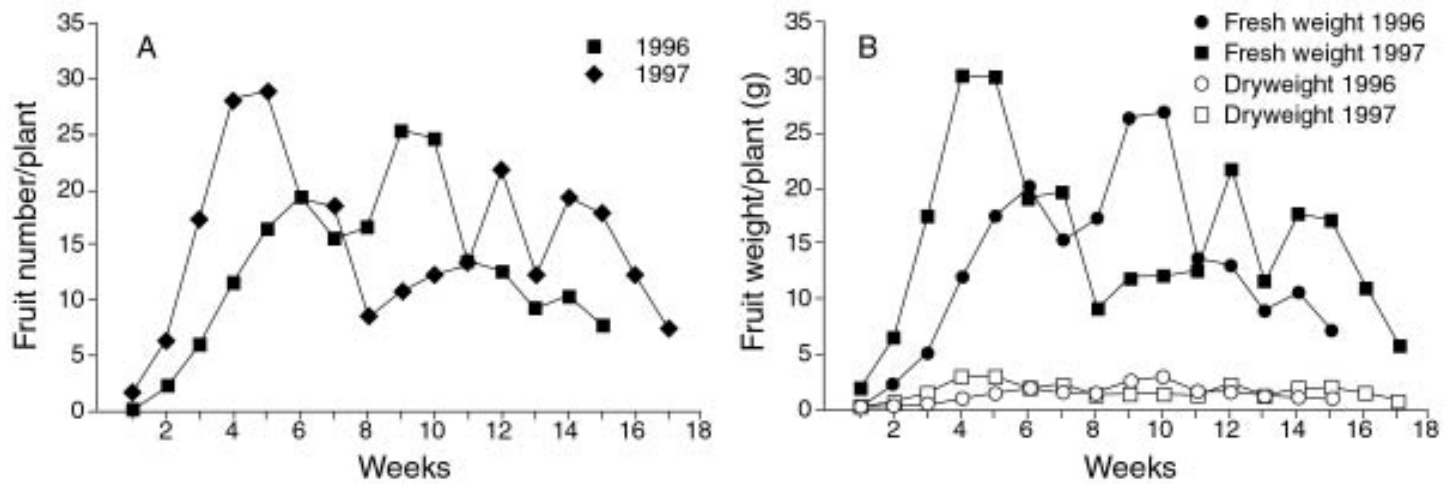 A
1996
1997
Fruit number/plant
35
30
25
20
15
10
5
0
2 4 6 8 10 12 14 16 18
Weeks
B
Fresh weight 1996
Fresh weight 1997
Dryweight 1996
Dryweight 1997
Fruit weight/plant (g)
35
30
25
20
15
10
5
0
2 4 6 8 10 12 14 16 18
Weeks